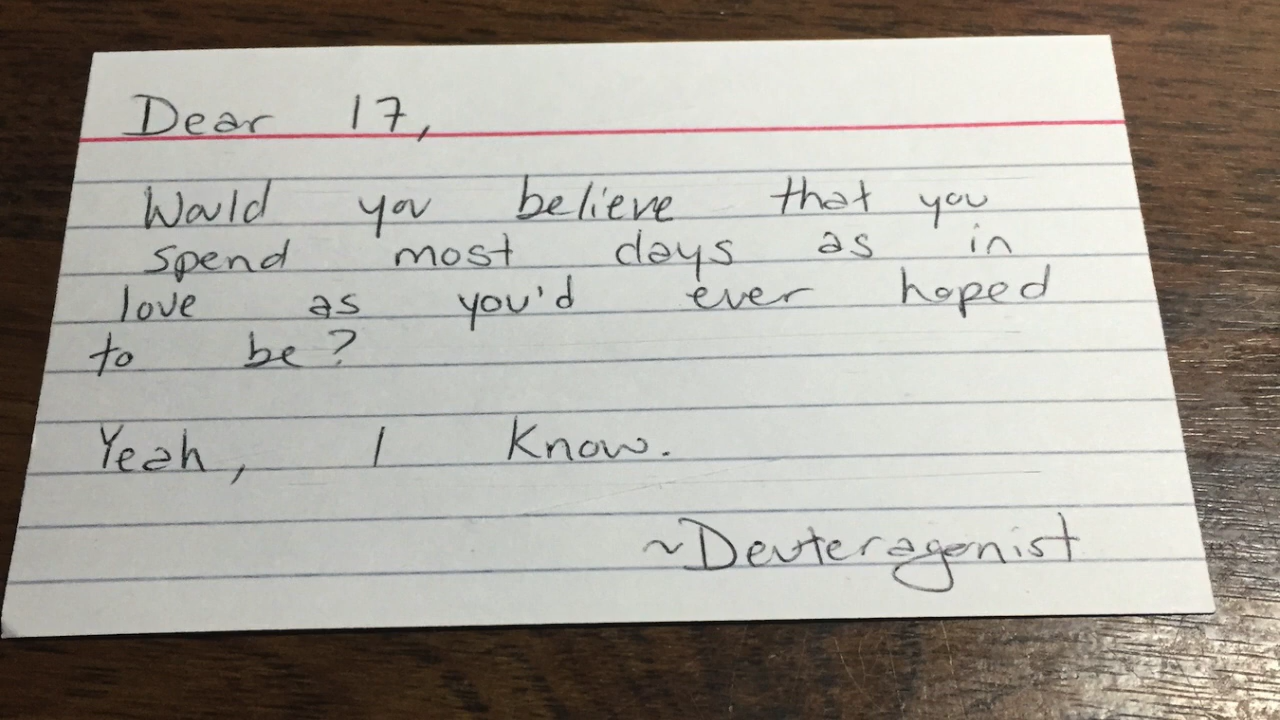 Dear 17,
Would you believe that you
spend most days as in
love as you'd ever hoped
to be?
Yeah, I know.
~Deuteragonist